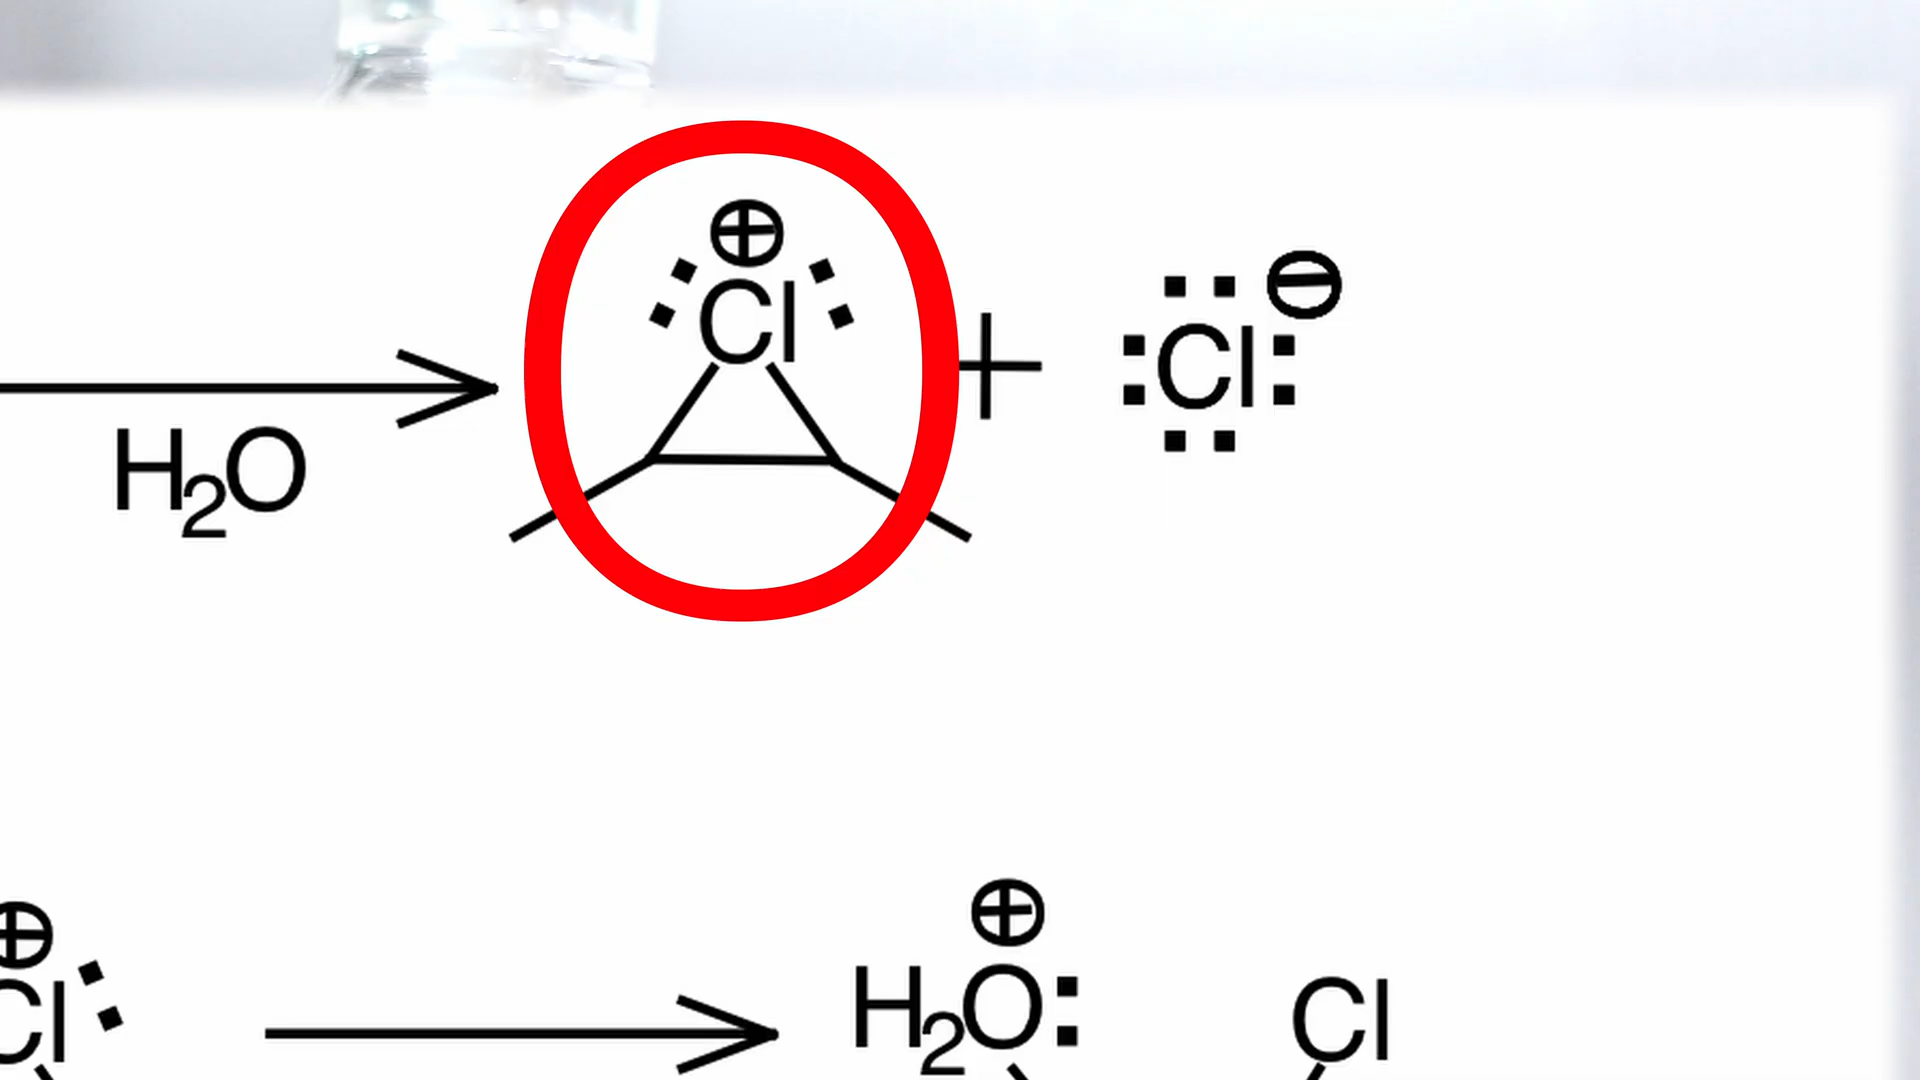 ⊕
Cl + Cl ⊖
H₂O
⊕ ⊕
Cl H₂O: Cl